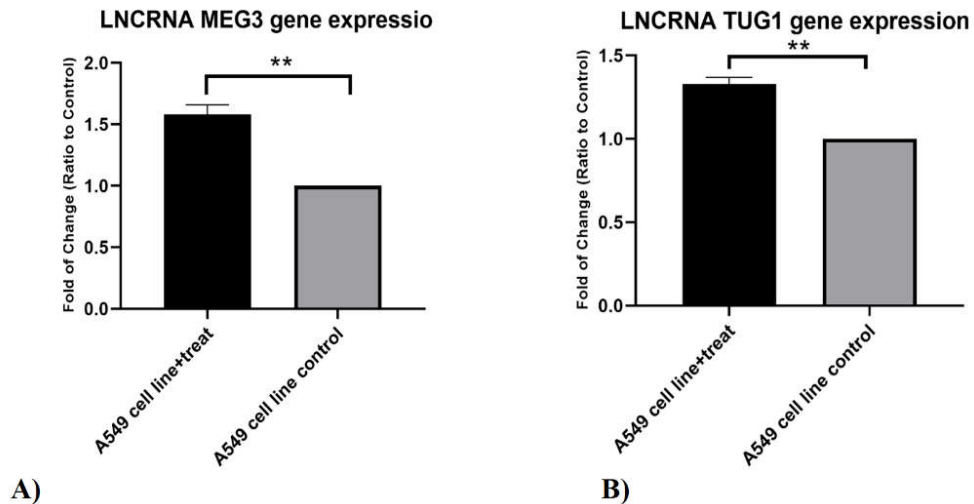 LNCRNA MEG3 gene expressio
**
Fold of Change (Ratio to Control)
2.0
1.5
1.0
0.5
0.0
A549 cell line+treat
A549 cell line control
A)
LNCRNA TUG1 gene expression
**
Fold of Change (Ratio to Control)
1.5
1.0
0.5
0.0
A549 cell line+treat
A549 cell line control
B)